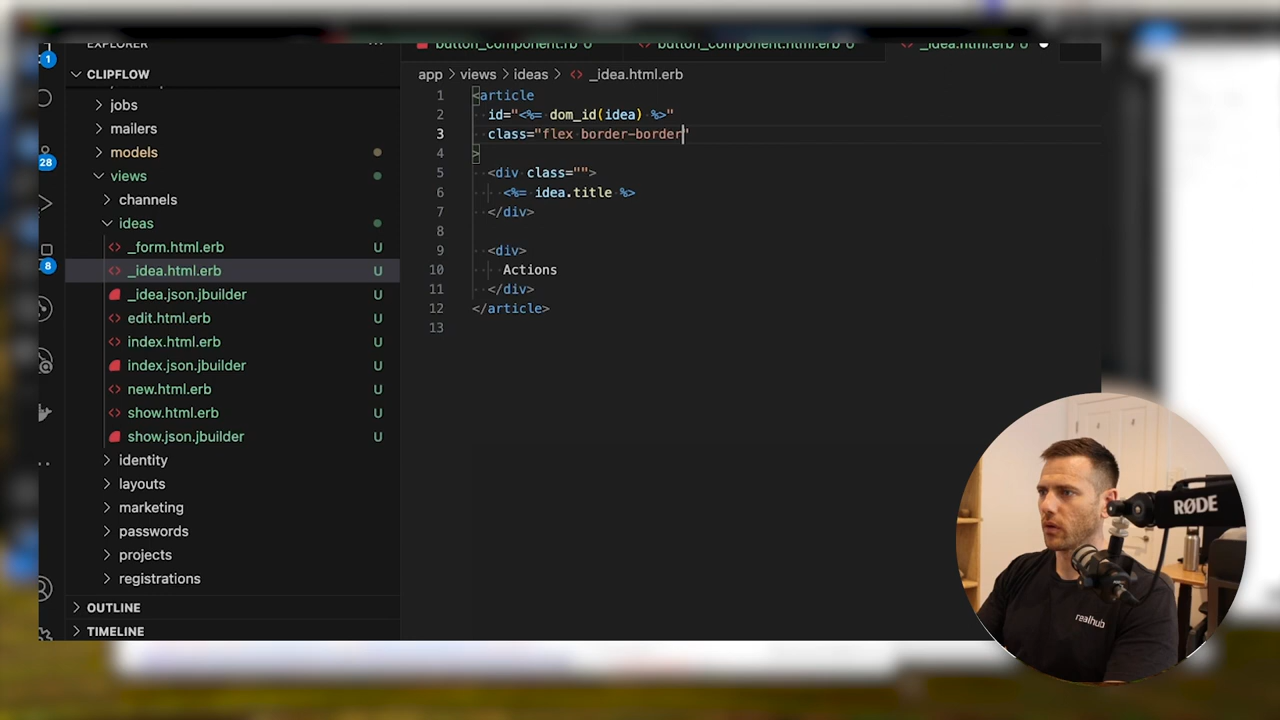 EXPLORER
button_component.rb U
button_component.html.erb U
_idea.html.erb U
1
CLIPFLOW
app > views > ideas > <> _idea.html.erb
jobs
mailers
28
models
views
channels
ideas
_form.html.erb U
8
_idea.html.erb U
_idea.json.jbuilder U
edit.html.erb U
index.html.erb U
index.json.jbuilder U
new.html.erb U
show.html.erb U
show.json.jbuilder U
identity
layouts
marketing
passwords
projects
registrations
OUTLINE
TIMELINE
1 <article
2 id="<%= dom_id(idea) %>"
3 class="flex border-border"
4 >
5 <div class="">
6 <%= idea.title %>
7 </div>
8
9 <div>
10 Actions
11 </div>
12 </article>
13
RØDE
realhub